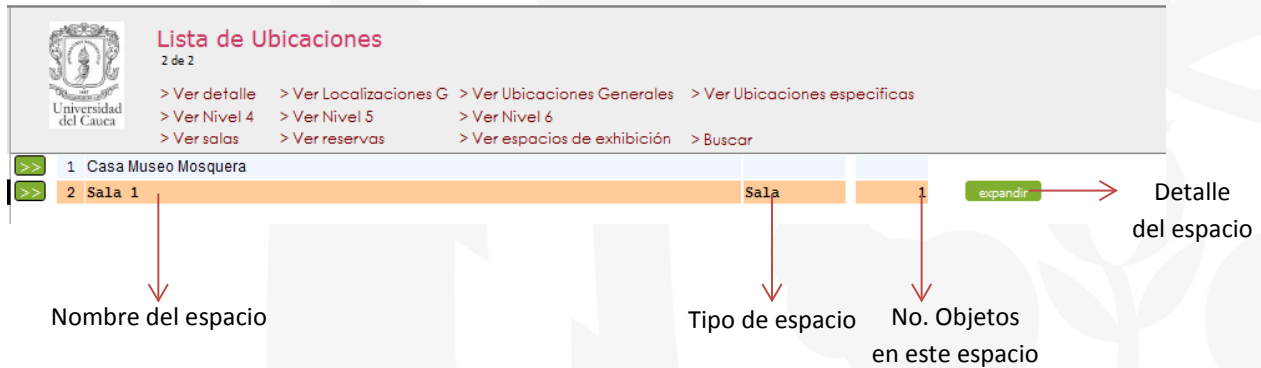 Lista de Ubicaciones
2 de 2
> Ver detalle > Ver Localizaciones G > Ver Ubicaciones Generales > Ver Ubicaciones especificas
> Ver Nivel 4 > Ver Nivel 5 > Ver Nivel 6
> Ver salas > Ver reservas > Ver espacios de exhibición > Buscar
Universidad
del Cauca
>> 1 Casa Museo Mosquera
>> 2 Sala 1 Sala 1 expandir
Detalle
del espacio
Nombre del espacio
Tipo de espacio
No. Objetos
en este espacio